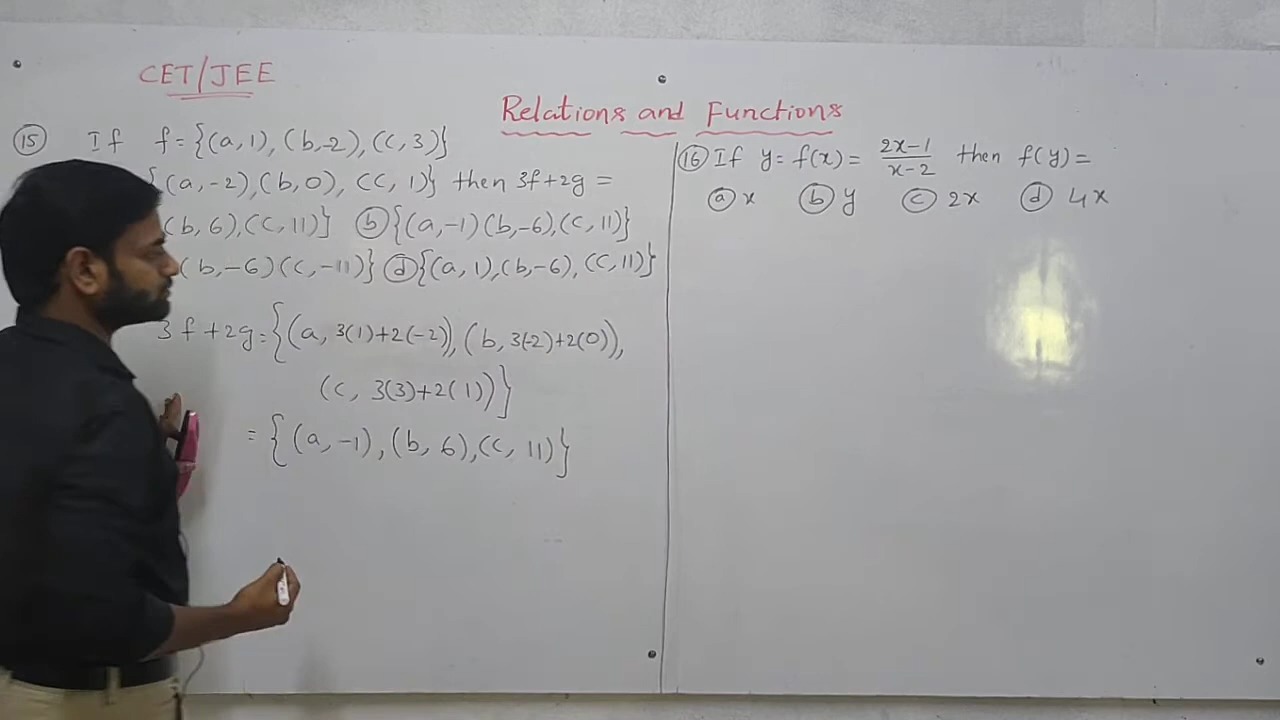 CET/JEE
Relations and Functions
⑮ If f = {(a, 1), (b, -2), (c, 3)}
{(a, -2), (b, 0), (c, 1)} then 3f+2g =
(b, 6), (c, 11)} ⓑ {(a, -1) (b, -6), (c, 11)}
(b, -6) (c, -11)} ⓓ {(a, 1), (b, -6), (c, 11)}
3f+2g = {(a, 3(1)+2(-2)), (b, 3(-2)+2(0)),
(c, 3(3)+2(1))}
= {(a, -1), (b, 6), (c, 11)}
⑯ If y = f(x) = \frac{2x-1}{x-2} then f(y) =
ⓐ x ⓑ y ⓒ 2x ⓓ 4x